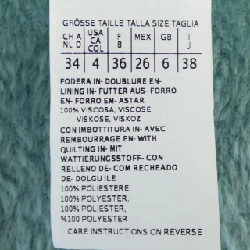 GRÖSSE TAILLE TALLA SIZE TAGLIA
CH A NL D USA CA COL F B MEX GB I J
34 4 36 26 6 38
FODERA IN- DOUBLURE EN-
LINING IN-FUTTER AUS- FORRO
EN- FORRO EM- ASTAR
100% VISCOSA, VISCOSE
VISKOSE, VISKOZ
CON IMBOTTITURA IN- AVEC
REMBOURRAGE EN- WITH
QUILTING IN- MIT
WATTIERUNGSSTOFF- CON
RELLENO DE- COM RECHEADO
DE- DOLGU ILE
100% POLIESTERE
100% POLYESTER,
100% POLYESTER,
%100 POLYESTER
CARE INSTRUCTIONS ON REVERSE